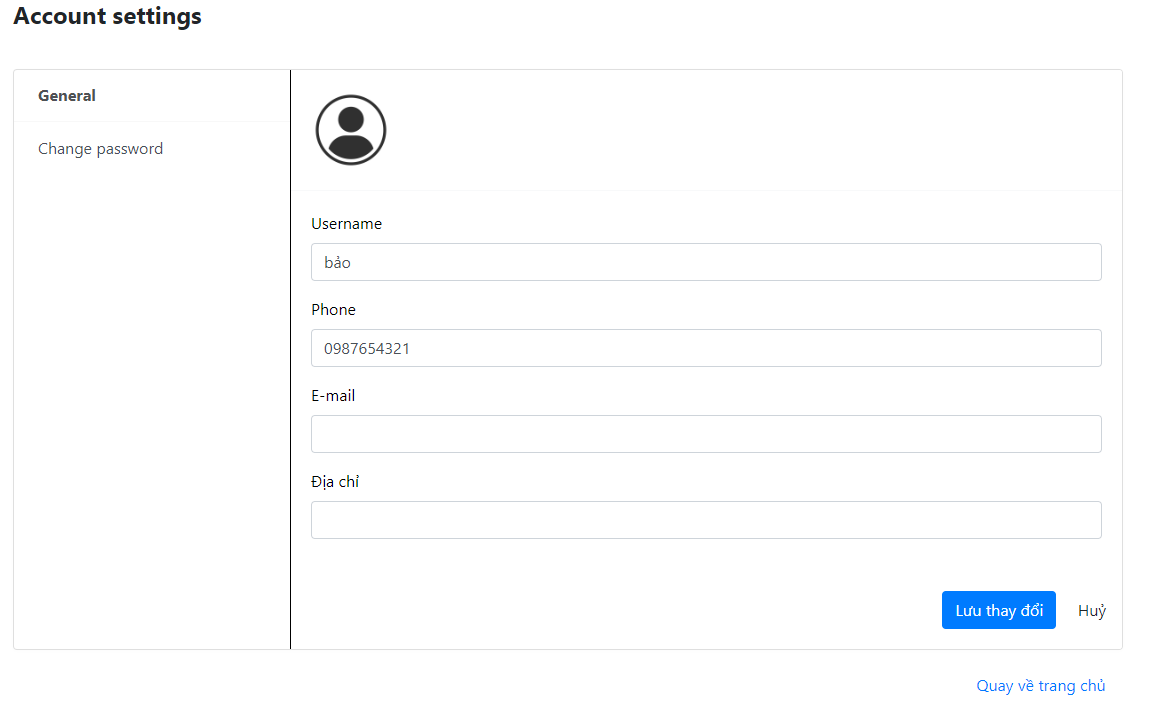 Account settings
General
Change password
Username
bảo
Phone
0987654321
E-mail
Địa chỉ
Lưu thay đổi
Huỷ
Quay về trang chủ